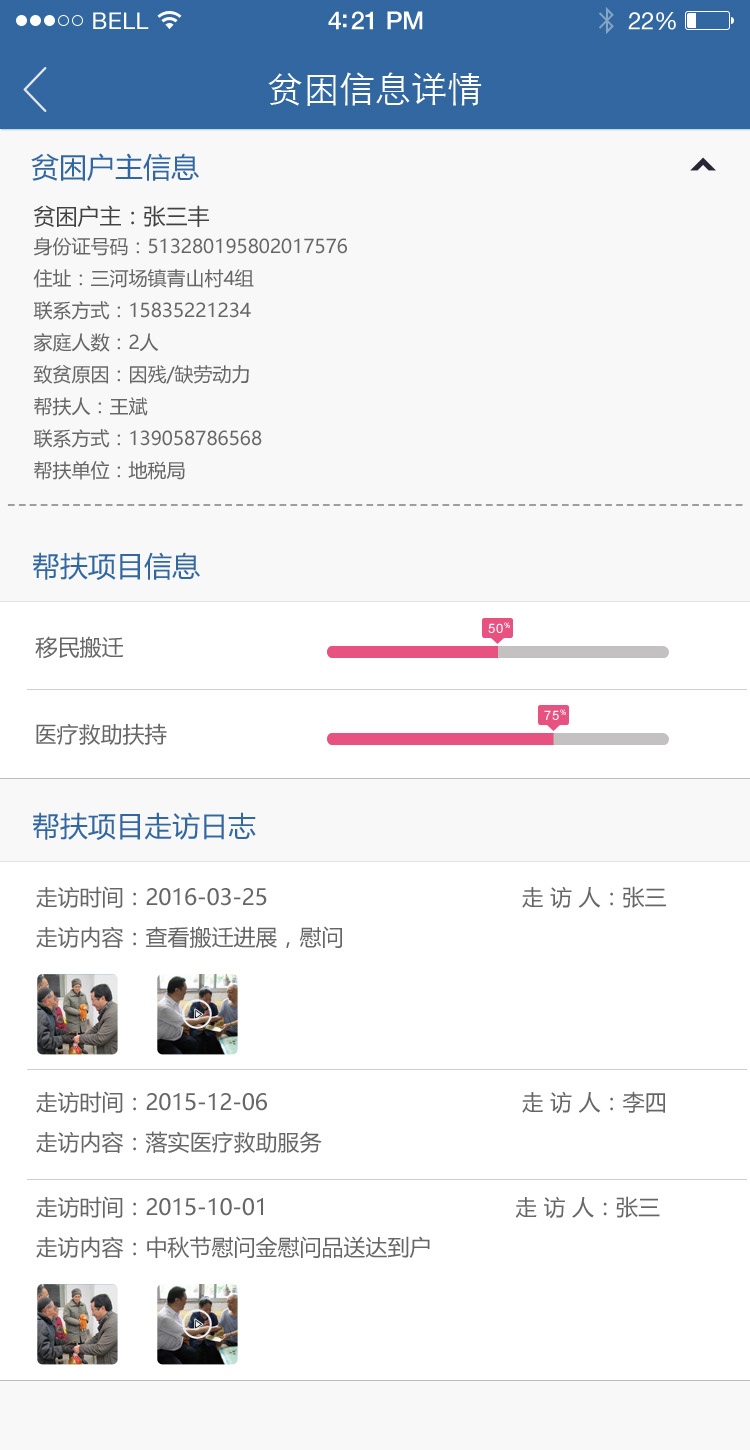 BELL 4:21 PM 22%
贫困信息详情
贫困户主信息
贫困户主：张三丰
身份证号码：513280195802017576
住址：三河场镇青山村4组
联系方式：15835221234
家庭人数：2人
致贫原因：因残/缺劳动力
帮扶人：王斌
联系方式：139058786568
帮扶单位：地税局
帮扶项目信息
50%
移民搬迁
75%
医疗救助扶持
帮扶项目走访日志
走访时间：2016-03-25 走 访 人：张三
走访内容：查看搬迁进展，慰问
走访时间：2015-12-06 走 访 人：李四
走访内容：落实医疗救助服务
走访时间：2015-10-01 走 访 人：张三
走访内容：中秋节慰问金慰问品送达到户